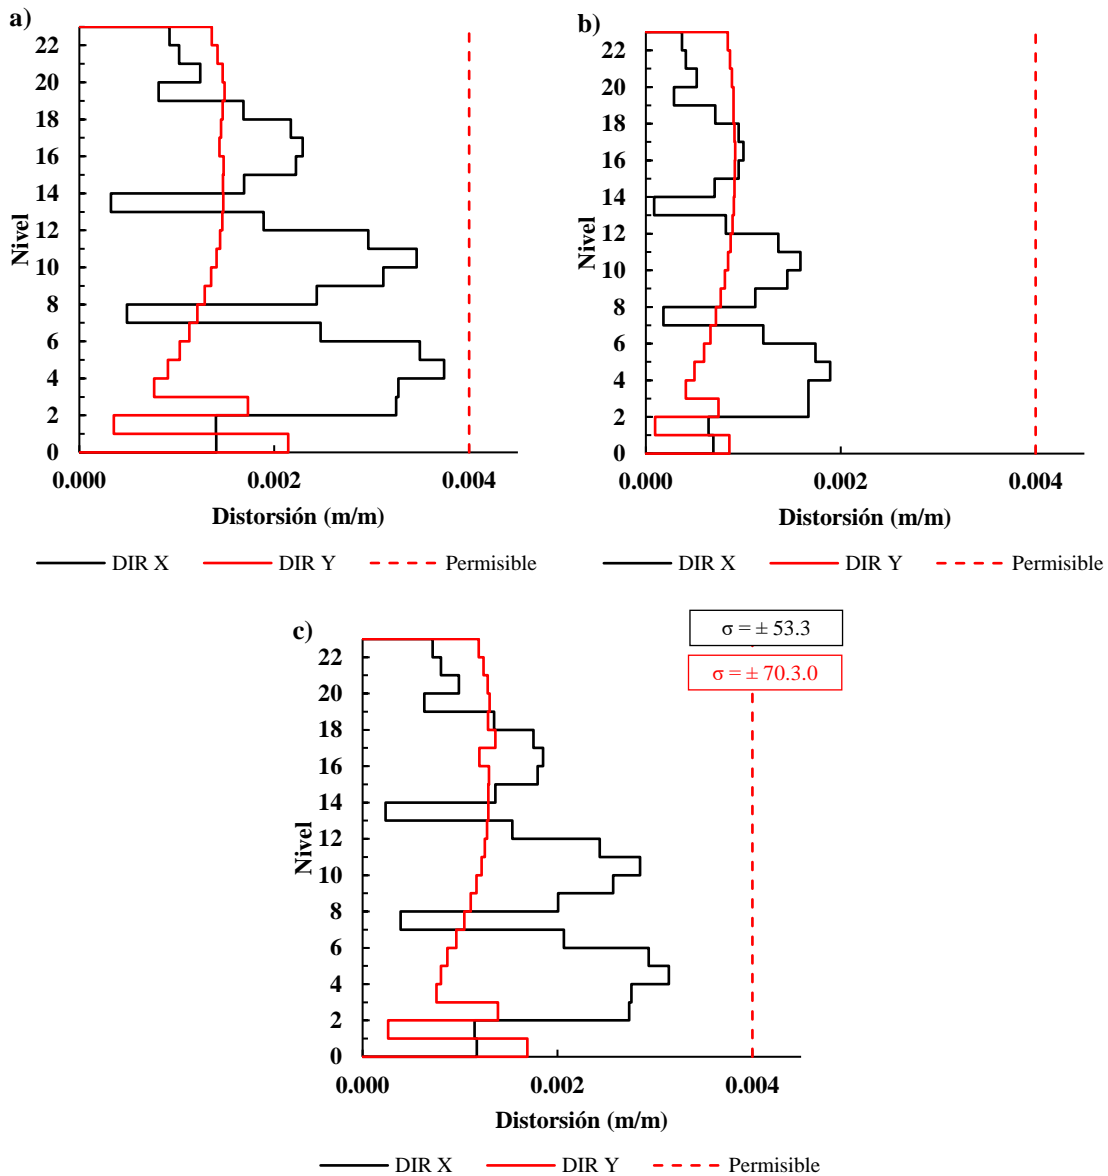 a)
22
20
18
16
14
12
10
8
6
4
2
0
Nivel
0.000 0.002 0.004
Distorsión (m/m)
DIR X DIR Y Permisible
b)
22
20
18
16
14
12
10
8
6
4
2
0
Nivel
0.000 0.002 0.004
Distorsión (m/m)
DIR X DIR Y Permisible
c)
σ = ± 53.3
σ = ± 70.3.0
22
20
18
16
14
12
10
8
6
4
2
0
Nivel
0.000 0.002 0.004
Distorsión (m/m)
DIR X DIR Y Permisible